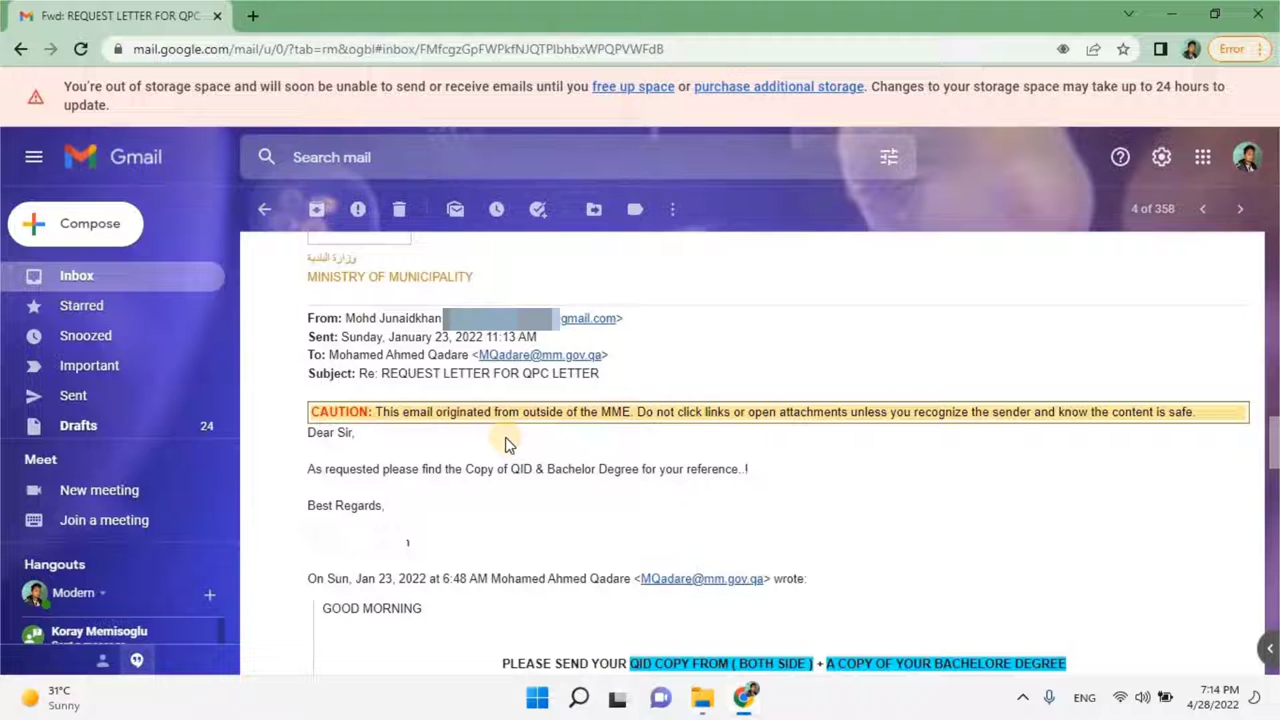 Fwd: REQUEST LETTER FOR QPC
mail.google.com/mail/u/0/?tab=rm&ogbl#inbox/FMfcgzGpFWPkfNJQTPlbhbxWPQPVWFdB
Error
You're out of storage space and will soon be unable to send or receive emails until you free up space or purchase additional storage. Changes to your storage space may take up to 24 hours to
update.
Gmail
Search mail
Compose
4 of 358
Inbox
Starred
Snoozed
Important
Sent
Drafts 24
Meet
New meeting
Join a meeting
Hangouts
Modern
Koray Memisoglu
وزارة البلدية
MINISTRY OF MUNICIPALITY
From: Mohd Junaidkhan gmail.com>
Sent: Sunday, January 23, 2022 11:13 AM
To: Mohamed Ahmed Qadare <MQadare@mm.gov.qa>
Subject: Re: REQUEST LETTER FOR QPC LETTER
CAUTION: This email originated from outside of the MME. Do not click links or open attachments unless you recognize the sender and know the content is safe.
Dear Sir,
As requested please find the Copy of QID & Bachelor Degree for your reference..!
Best Regards,
On Sun, Jan 23, 2022 at 6:48 AM Mohamed Ahmed Qadare <MQadare@mm.gov.qa> wrote:
GOOD MORNING
PLEASE SEND YOUR QID COPY FROM ( BOTH SIDE ) + A COPY OF YOUR BACHELORE DEGREE
31°C
Sunny
ENG
7:14 PM
4/28/2022